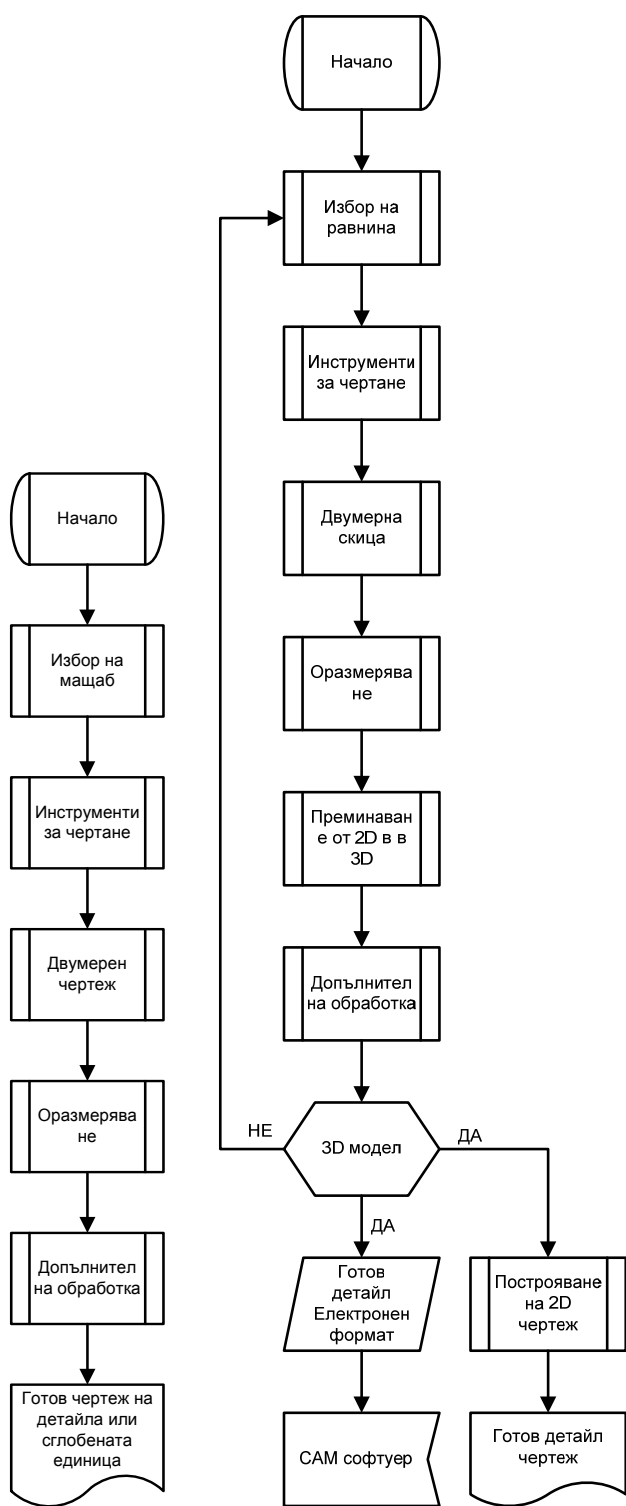 Начало
Избор на
мащаб
Инструменти
за чертане
Двумерен
чертеж
Оразмерява
не
Допълнител
на обработка
Готов чертеж на
детайла или
сглобената
единица
Начало
Избор на
равнина
Инструменти
за чертане
Двумерна
скица
Оразмерява
не
Преминаван
е от 2D в в
3D
Допълнител
на обработка
НЕ
3D модел
ДА
ДА
Готов
детайл
Електронен
формат
CAM софтуер
Построяване
на 2D
чертеж
Готов детайл
чертеж